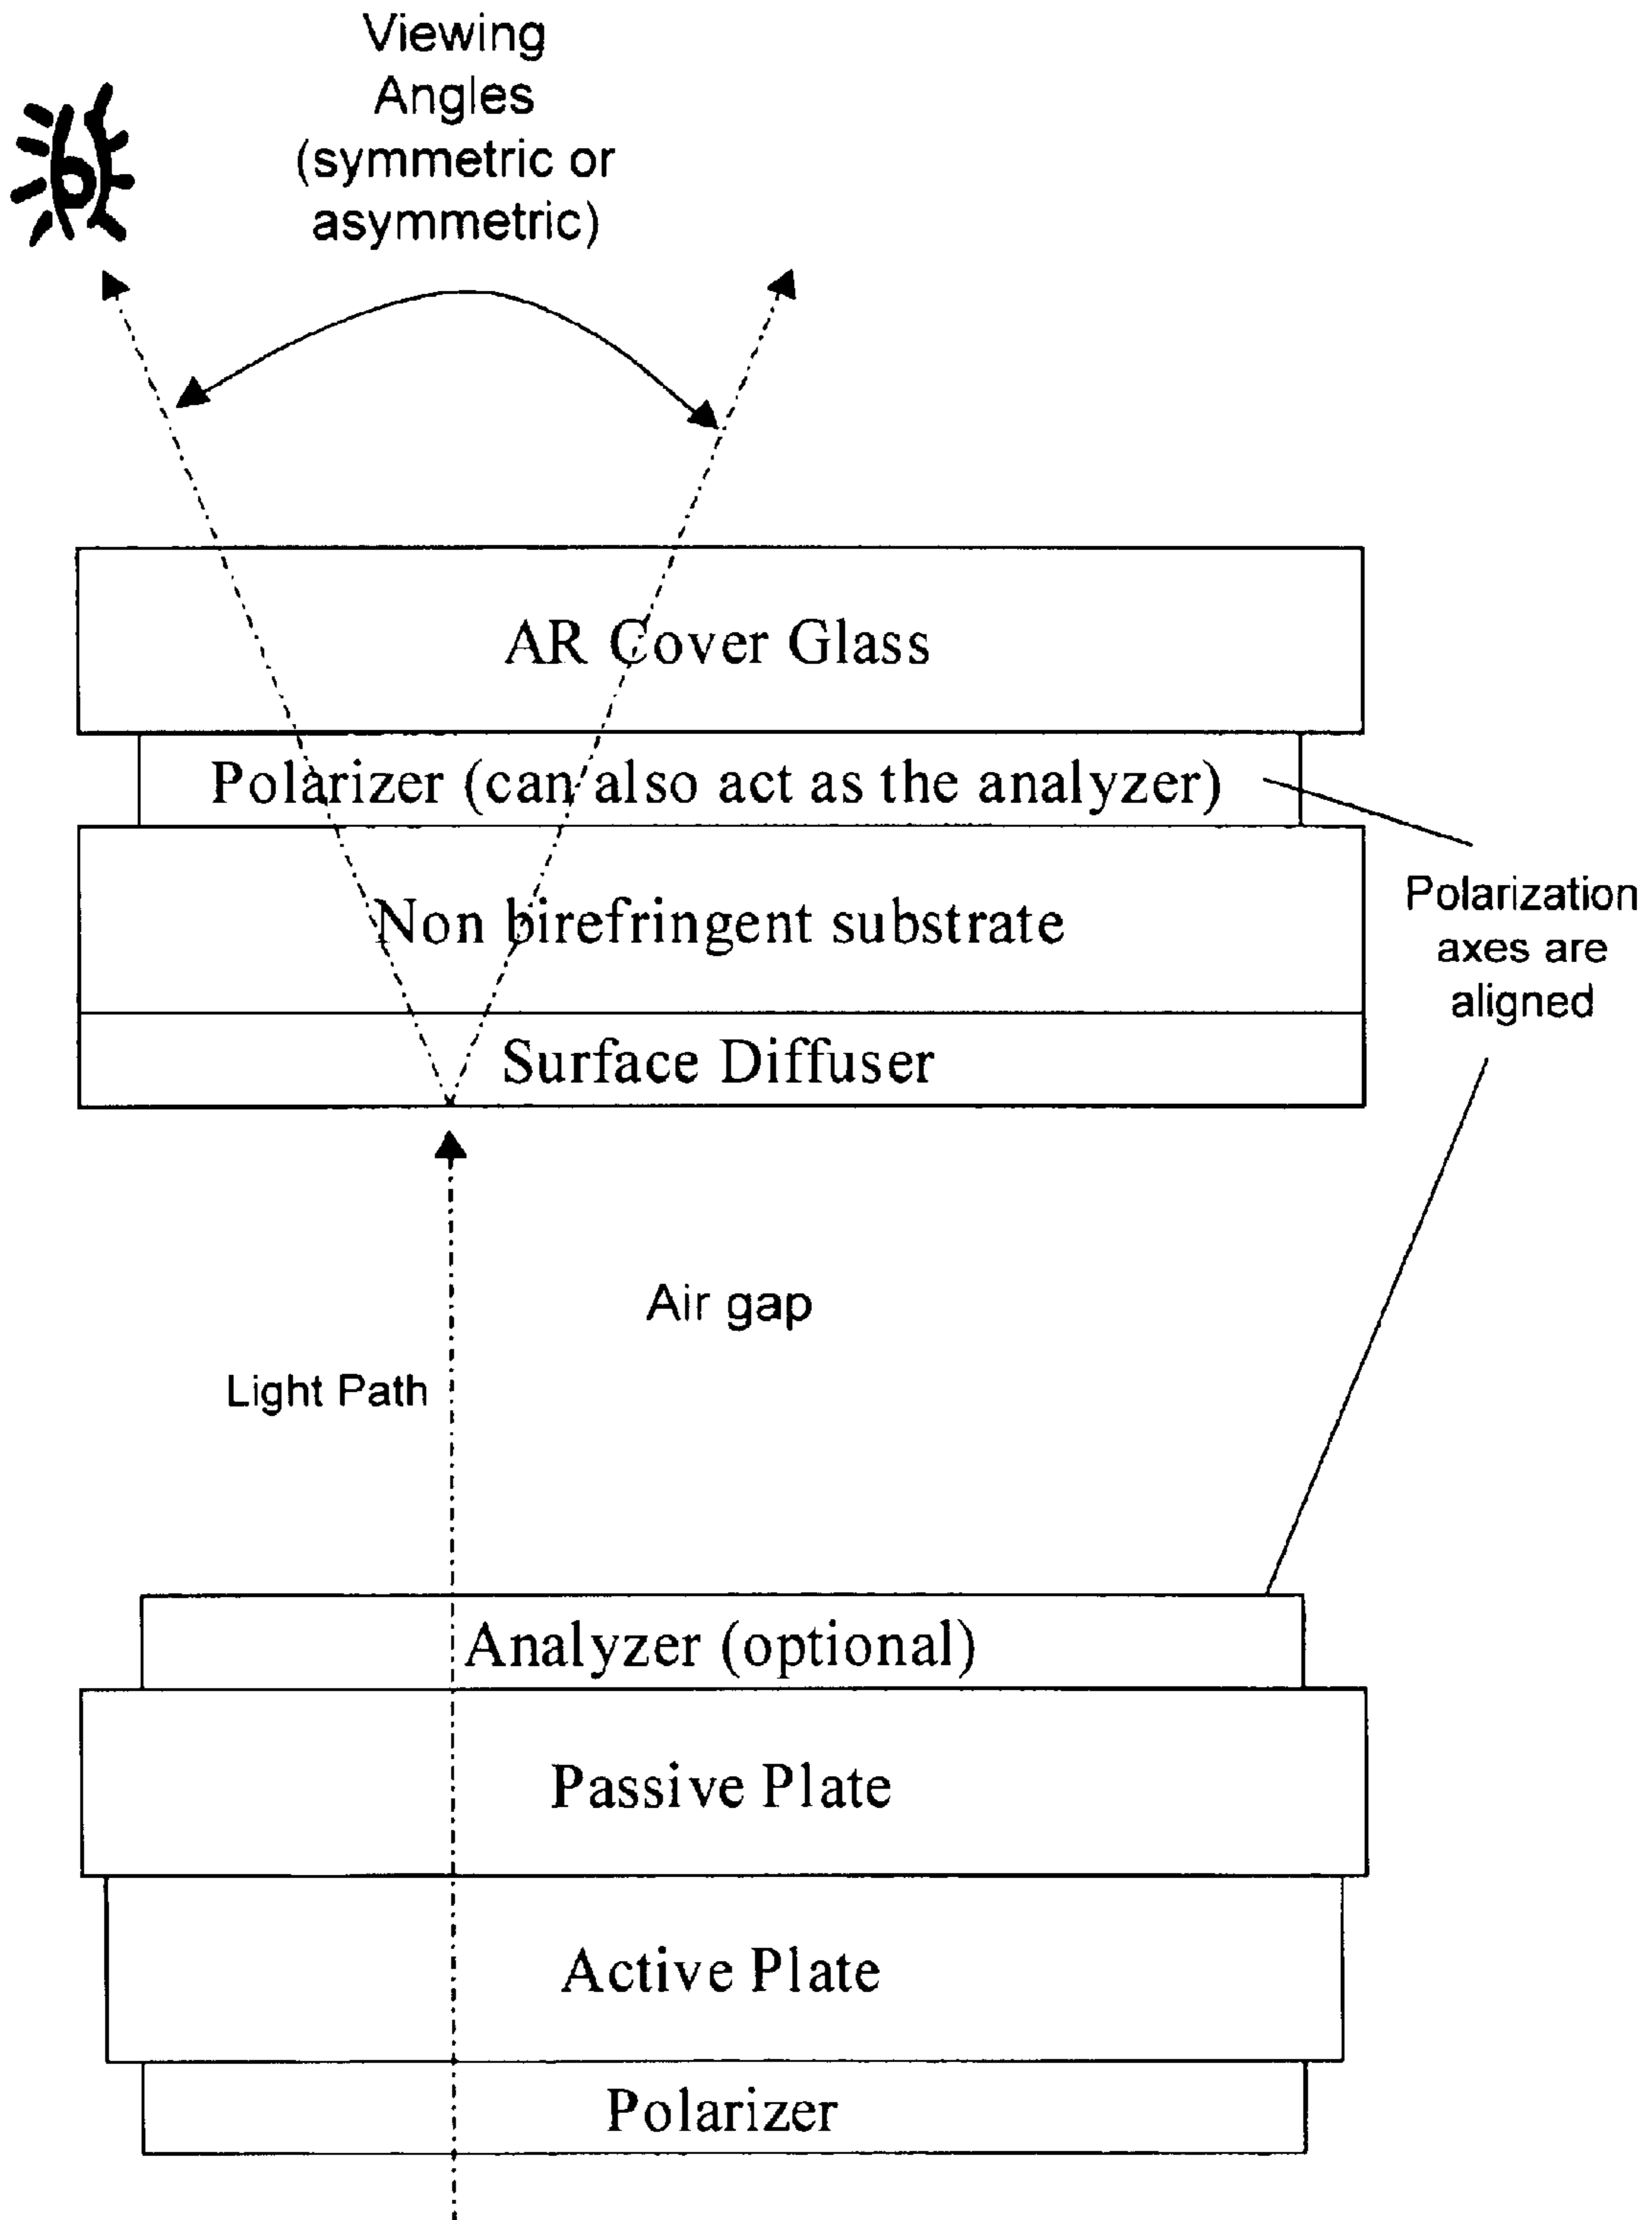 Viewing
Angles
(symmetric or
asymmetric)
AR Cover Glass
Polarizer (can also act as the analyzer)
Non birefringent substrate
Polarization
axes are
aligned
Surface Diffuser
Air gap
Light Path
Analyzer (optional)
Passive Plate
Active Plate
Polarizer